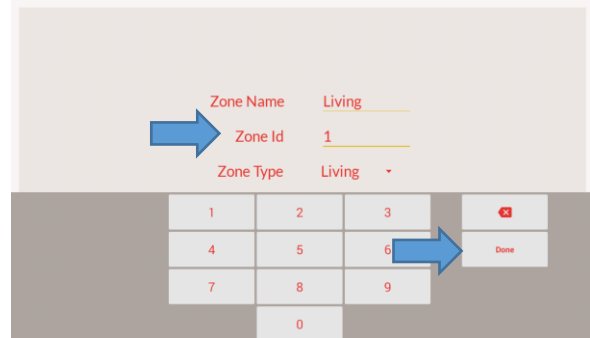 Zone Name Living
Zone Id 1
Zone Type Living
1 2 3
4 5 6 Done
7 8 9
0